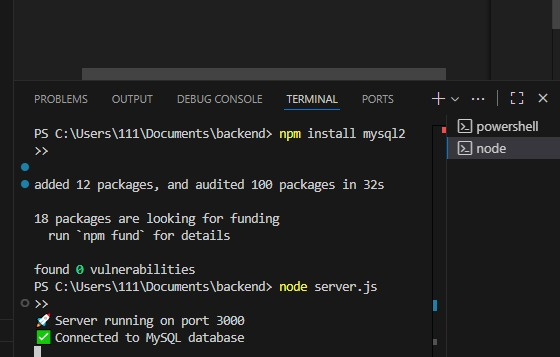 PROBLEMS OUTPUT DEBUG CONSOLE TERMINAL PORTS
powershell
node
PS C:\Users\111\Documents\backend> npm install mysql2
>>
added 12 packages, and audited 100 packages in 32s
18 packages are looking for funding
run `npm fund` for details
found 0 vulnerabilities
PS C:\Users\111\Documents\backend> node server.js
>>
🚀 Server running on port 3000
✅ Connected to MySQL database